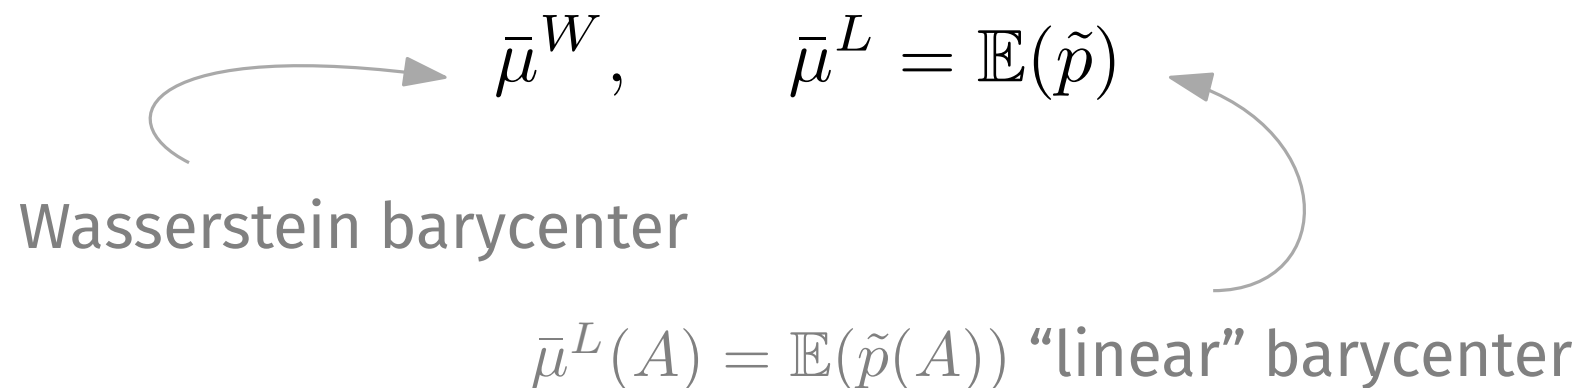 μ̄^W,   μ̄^L = 𝔼(p̃)
Wasserstein barycenter
μ̄^L(A) = 𝔼(p̃(A)) “linear” barycenter